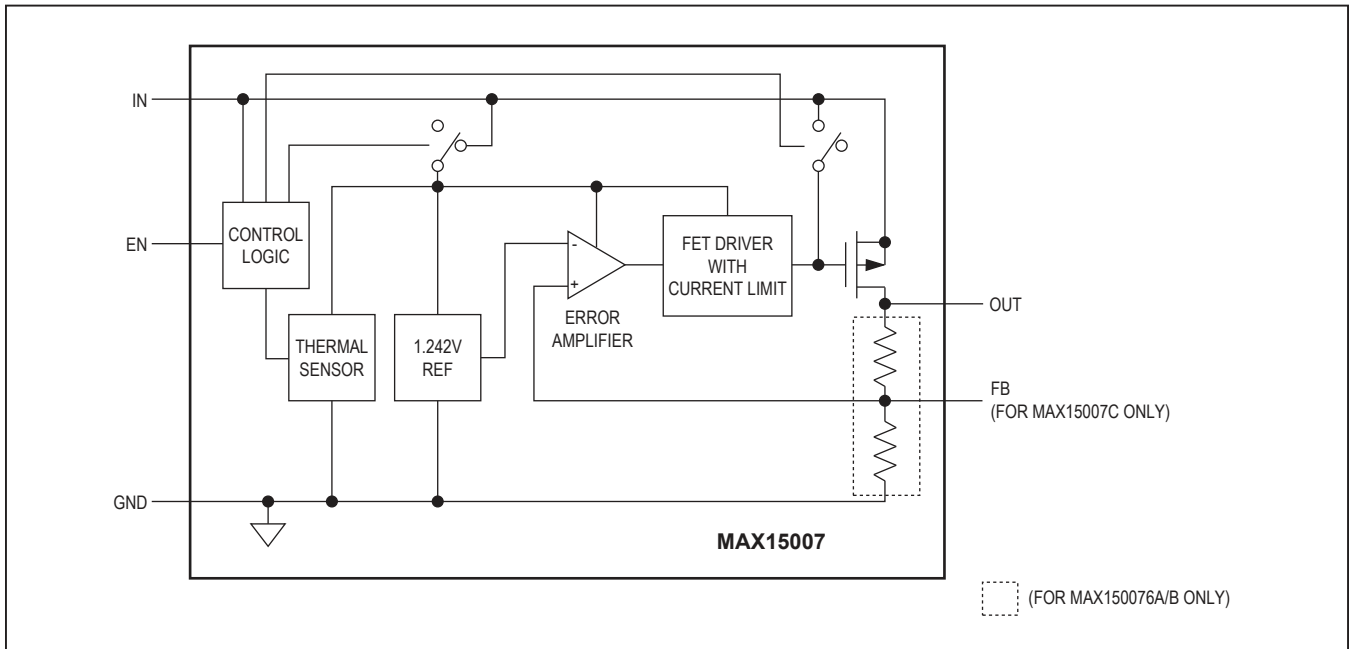 IN
EN
CONTROL
LOGIC
THERMAL
SENSOR
1.242V
REF
-
+
ERROR
AMPLIFIER
FET DRIVER
WITH
CURRENT LIMIT
OUT
FB
(FOR MAX15007C ONLY)
GND
MAX15007
(FOR MAX150076A/B ONLY)